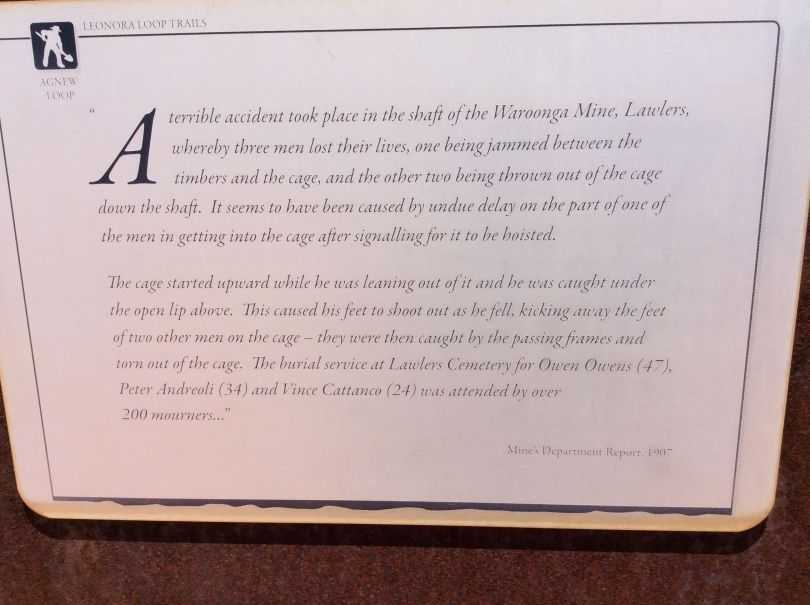 LEONORA LOOP TRAILS
AGNEW
LOOP
“A terrible accident took place in the shaft of the Waroonga Mine, Lawlers,
whereby three men lost their lives, one being jammed between the
timbers and the cage, and the other two being thrown out of the cage
down the shaft. It seems to have been caused by undue delay on the part of one of
the men in getting into the cage after signalling for it to be hoisted.
The cage started upward while he was leaning out of it and he was caught under
the open lip above. This caused his feet to shoot out as he fell, kicking away the feet
of two other men on the cage – they were then caught by the passing frames and
torn out of the cage. The burial service at Lawlers Cemetery for Owen Owens (47),
Peter Andreoli (34) and Vince Cattanco (24) was attended by over
200 mourners...”
Mine's Department Report, 1907